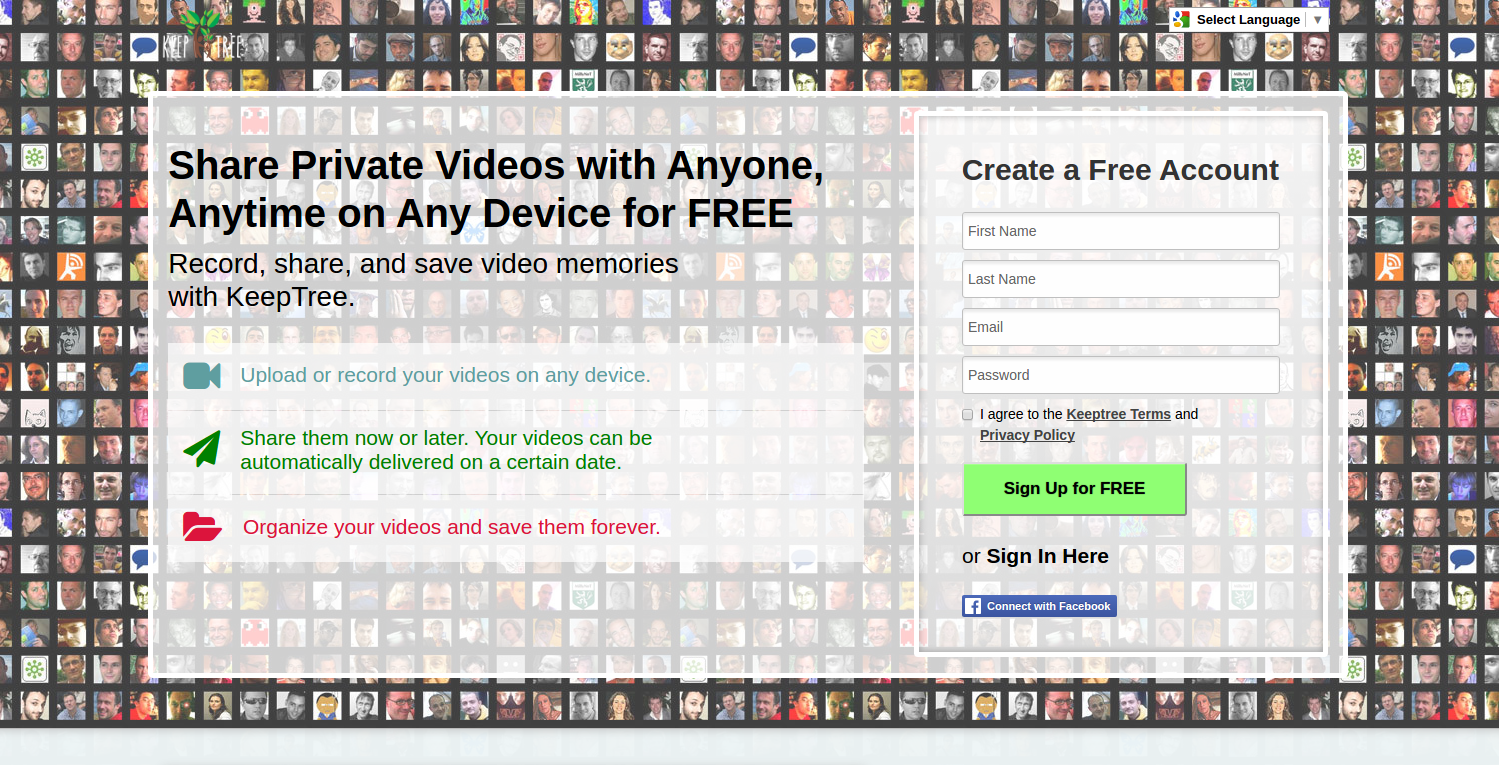 KEEP TREE
Select Language ▼
Share Private Videos with Anyone,
Anytime on Any Device for FREE
Record, share, and save video memories
with KeepTree.
Upload or record your videos on any device.
Share them now or later. Your videos can be
automatically delivered on a certain date.
Organize your videos and save them forever.
Create a Free Account
First Name
Last Name
Email
Password
I agree to the Keeptree Terms and
Privacy Policy
Sign Up for FREE
or Sign In Here
Connect with Facebook